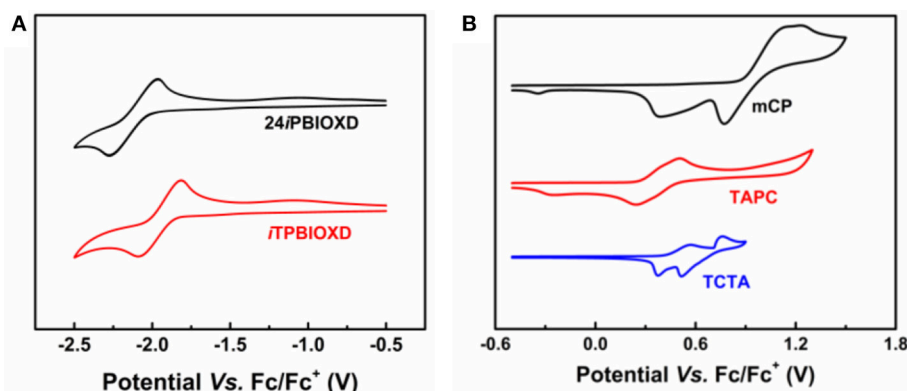 A
24iPBIOXD
iTPBIOXD
-2.5 -2.0 -1.5 -1.0 -0.5
Potential Vs. Fc/Fc⁺ (V)
B
mCP
TAPC
TCTA
-0.6 0.0 0.6 1.2 1.8
Potential Vs. Fc/Fc⁺ (V)